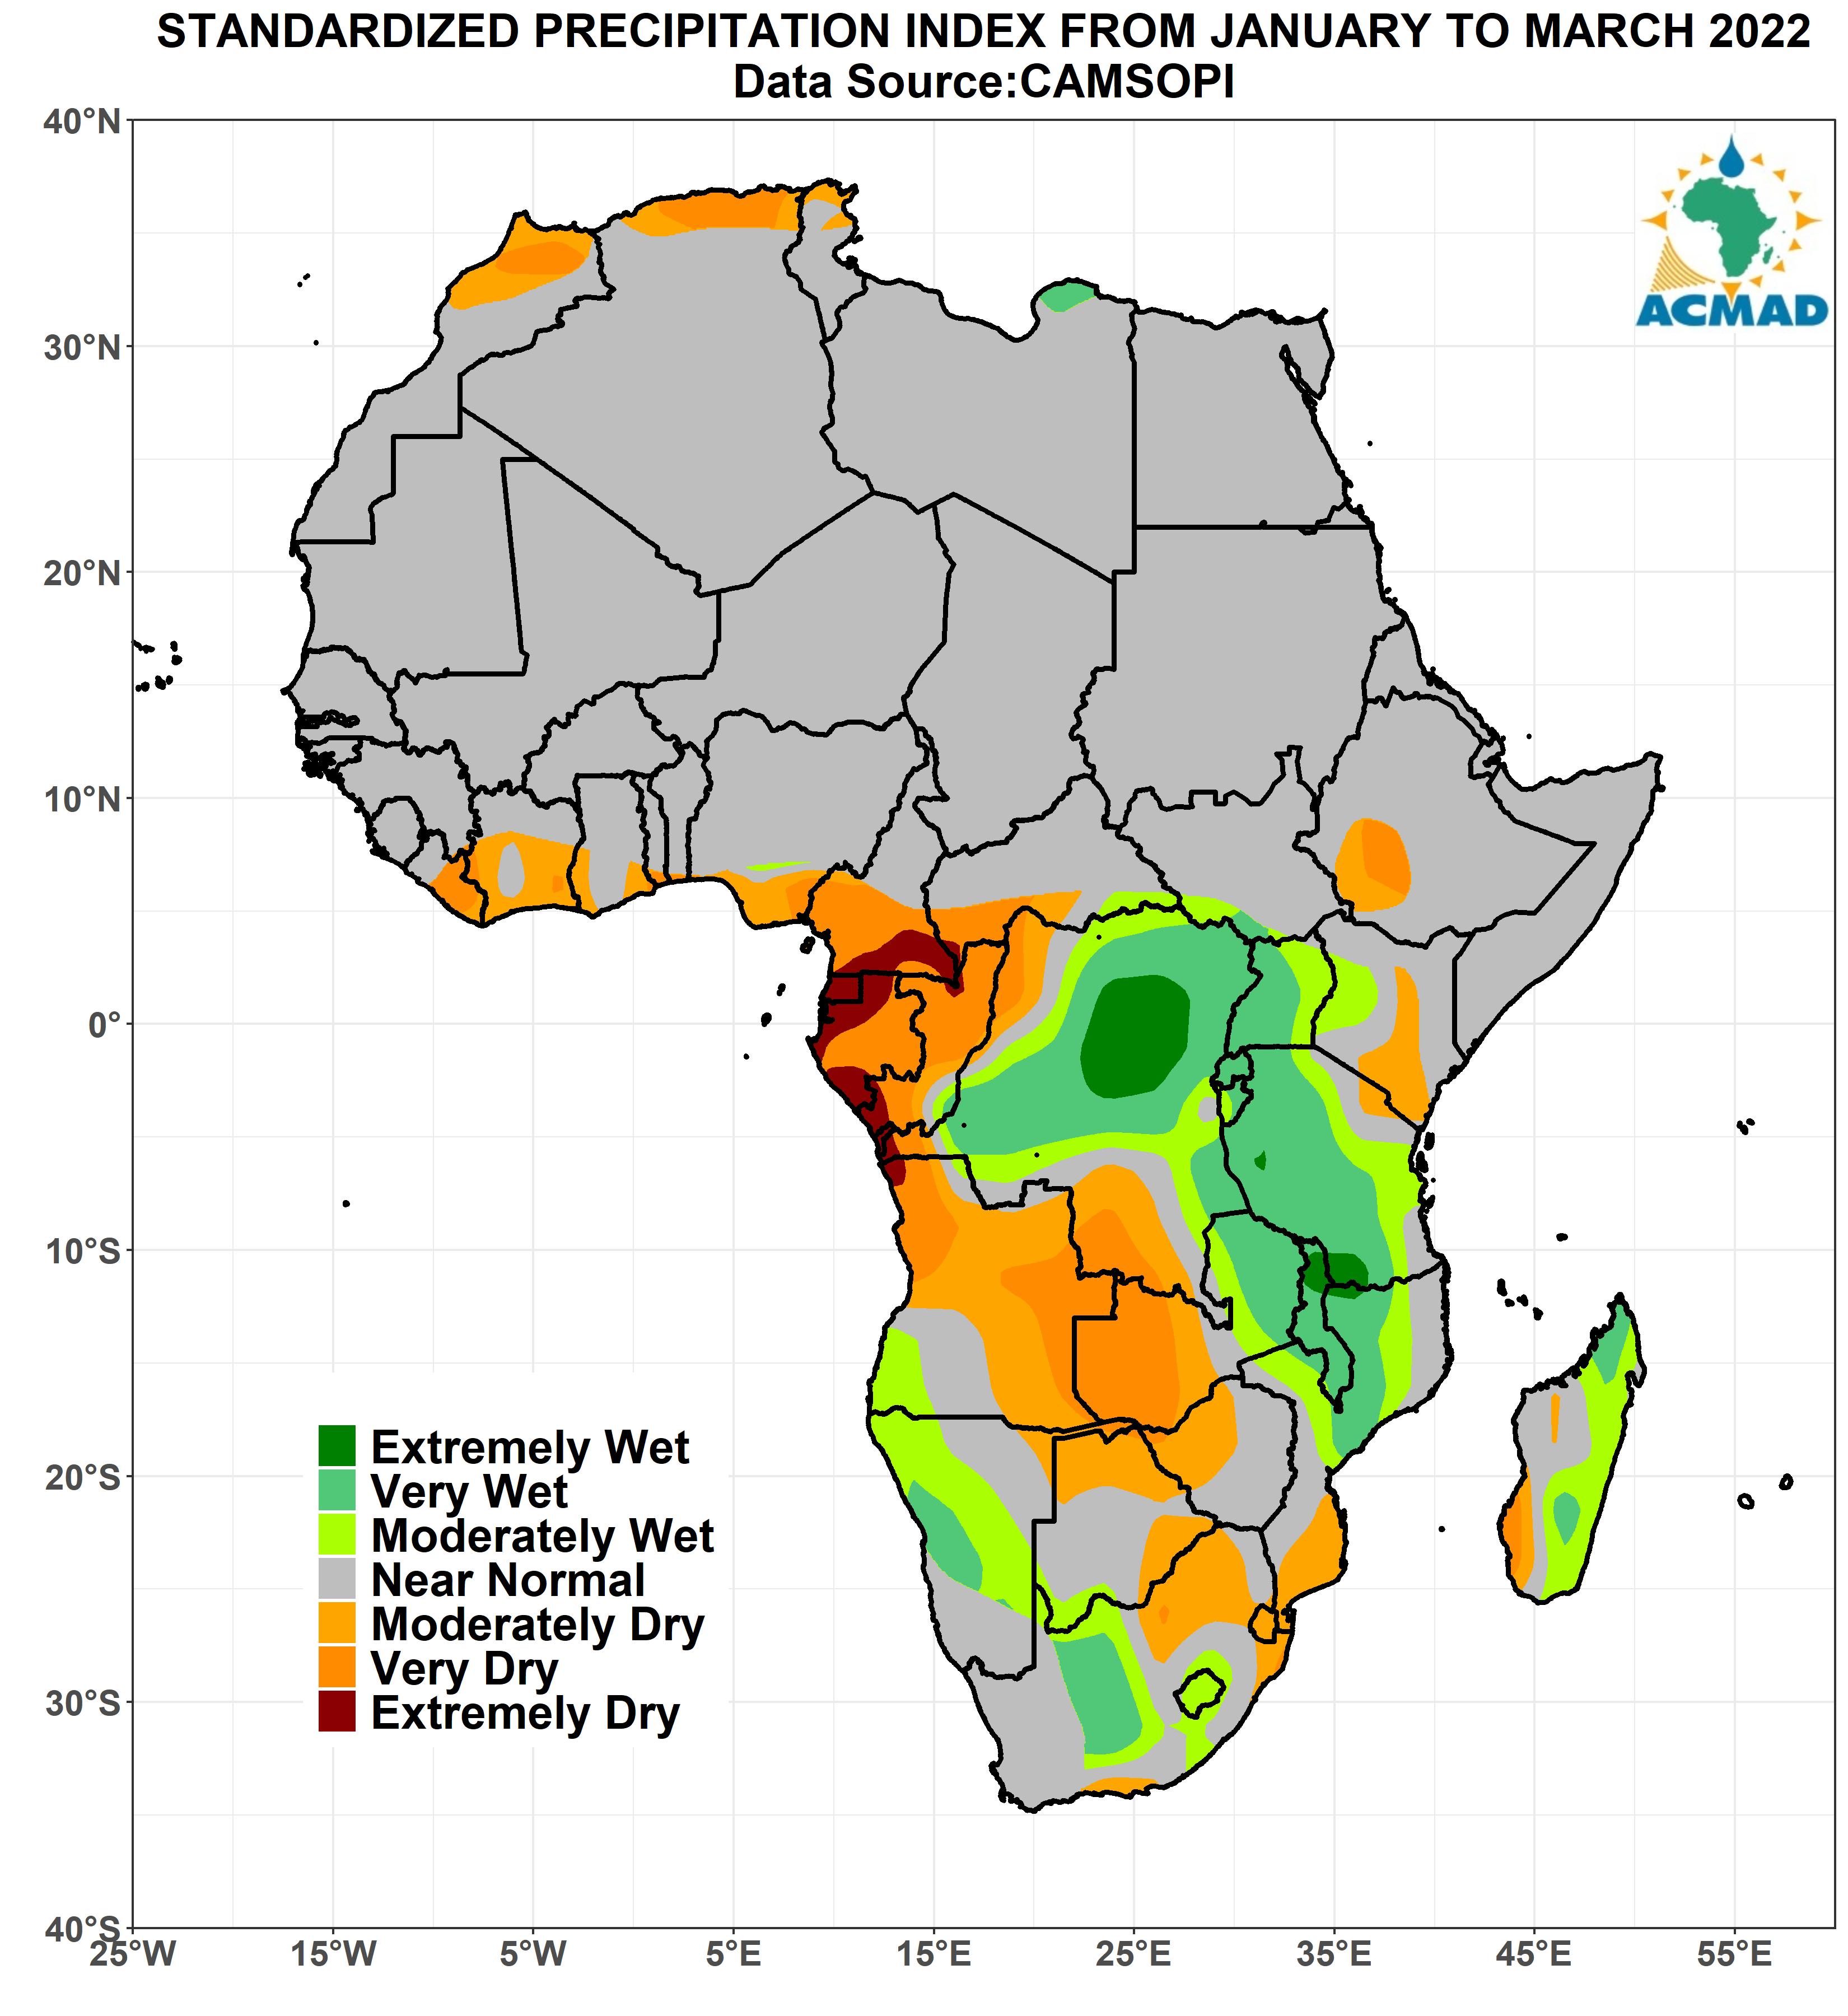 STANDARDIZED PRECIPITATION INDEX FROM JANUARY TO MARCH 2022
Data Source:CAMSOPI
40°N
ACMAD
30°N
20°N
10°N
0°
10°S
Extremely Wet
20°S
Very Wet
Moderately Wet
Near Normal
Moderately Dry
Very Dry
30°S
Extremely Dry
40°S
25°W 15°W 5°W 5°E 15°E 25°E 35°E 45°E 55°E